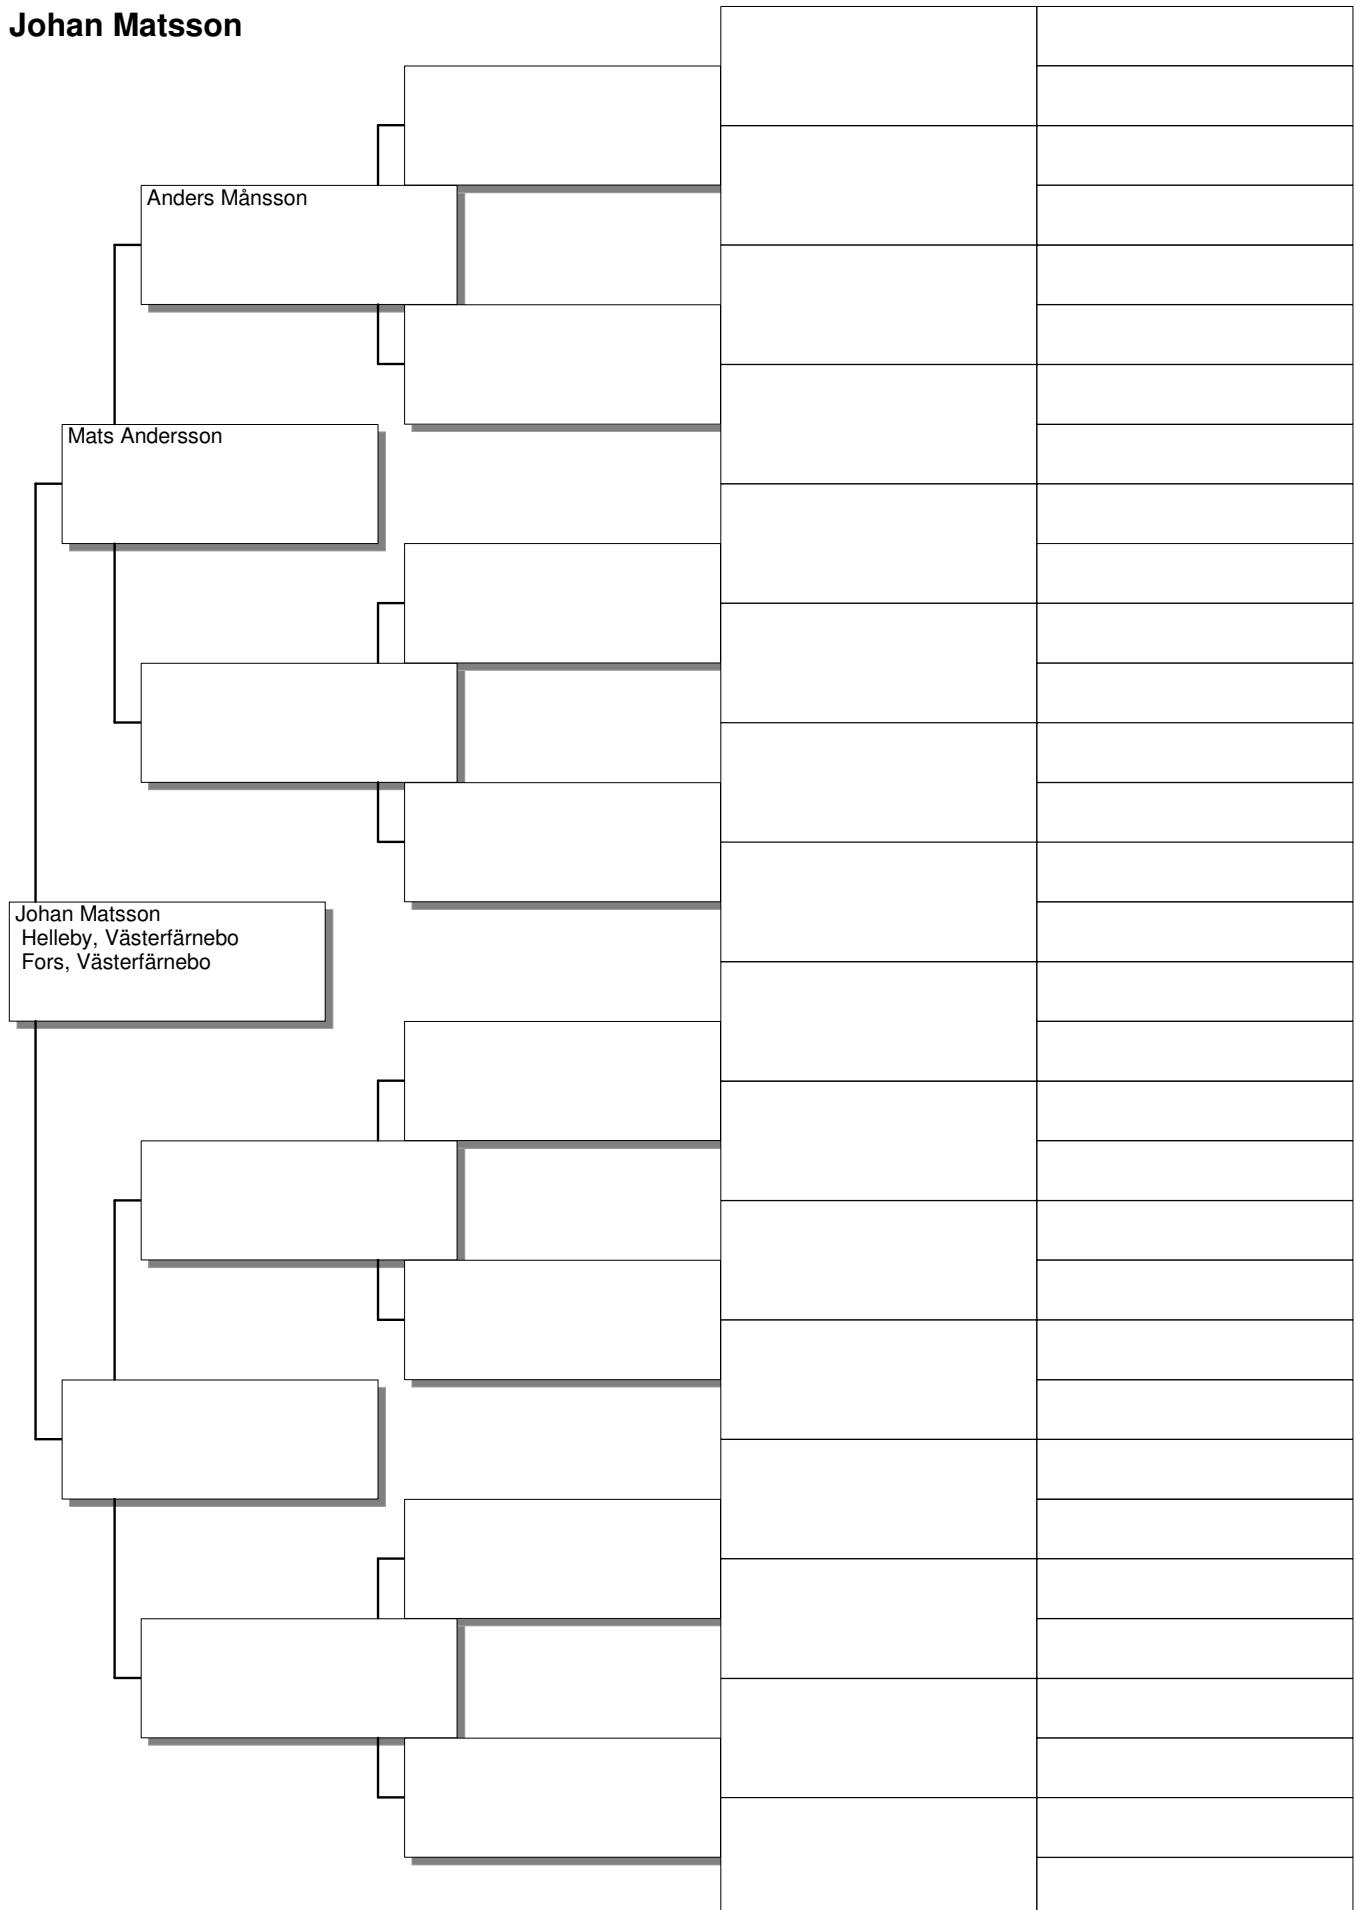 Johan Matsson
Anders Månsson
Mats Andersson
Johan Matsson
Helleby, Västerfärnebo
Fors, Västerfärnebo